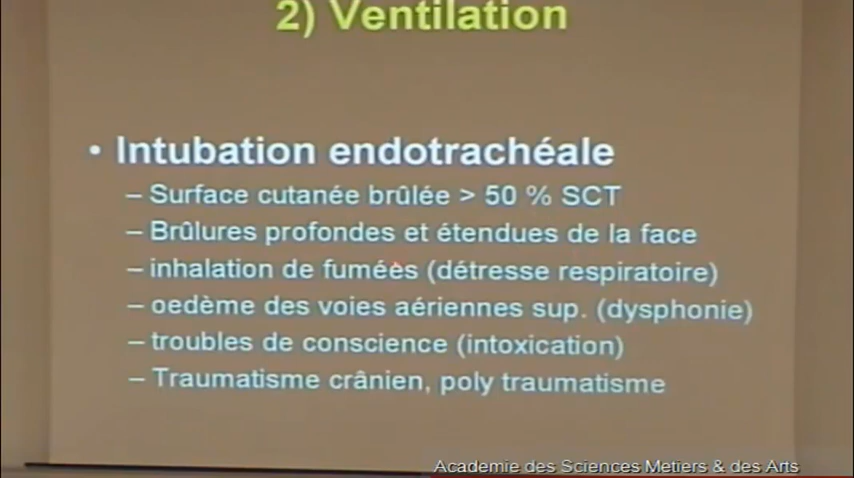 2) Ventilation
• Intubation endotrachéale
– Surface cutanée brûlée > 50 % SCT
– Brûlures profondes et étendues de la face
– inhalation de fumées (détresse respiratoire)
– oedème des voies aériennes sup. (dysphonie)
– troubles de conscience (intoxication)
– Traumatisme crânien, poly traumatisme
Academie des Sciences Metiers & des Arts